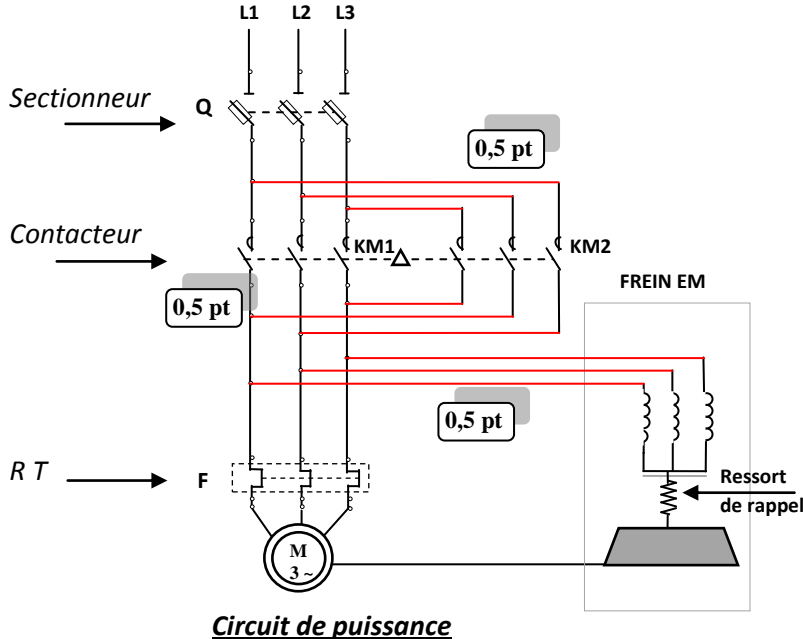 L1 L2 L3
Sectionneur
Q
0,5 pt
Contacteur
KM1
KM2
FREIN EM
0,5 pt
0,5 pt
R T
F
Ressort
de rappel
M
3 ~
Circuit de puissance